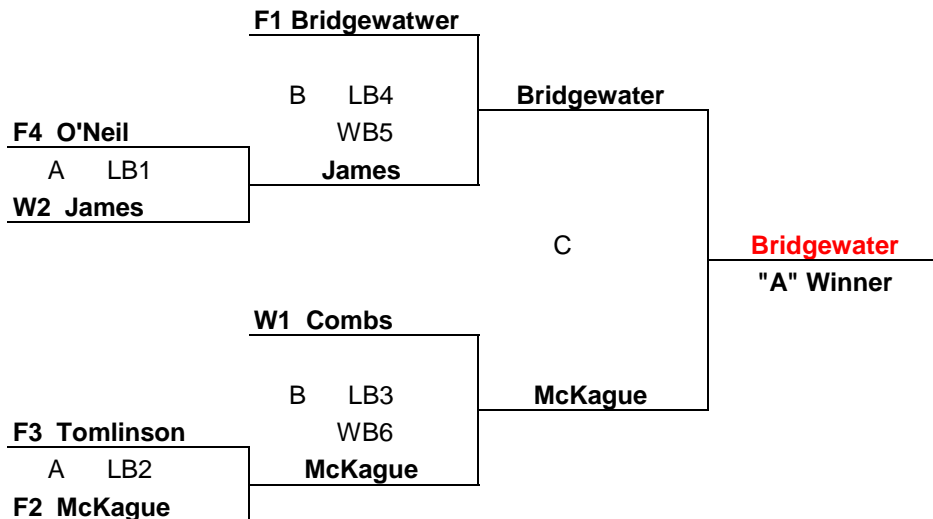 F1 Bridgewatwer
B LB4
Bridgewater
F4 O'Neil
WB5
A LB1
James
W2 James
C
Bridgewater
"A" Winner
W1 Combs
B LB3
McKague
F3 Tomlinson
WB6
A LB2
McKague
F2 McKague